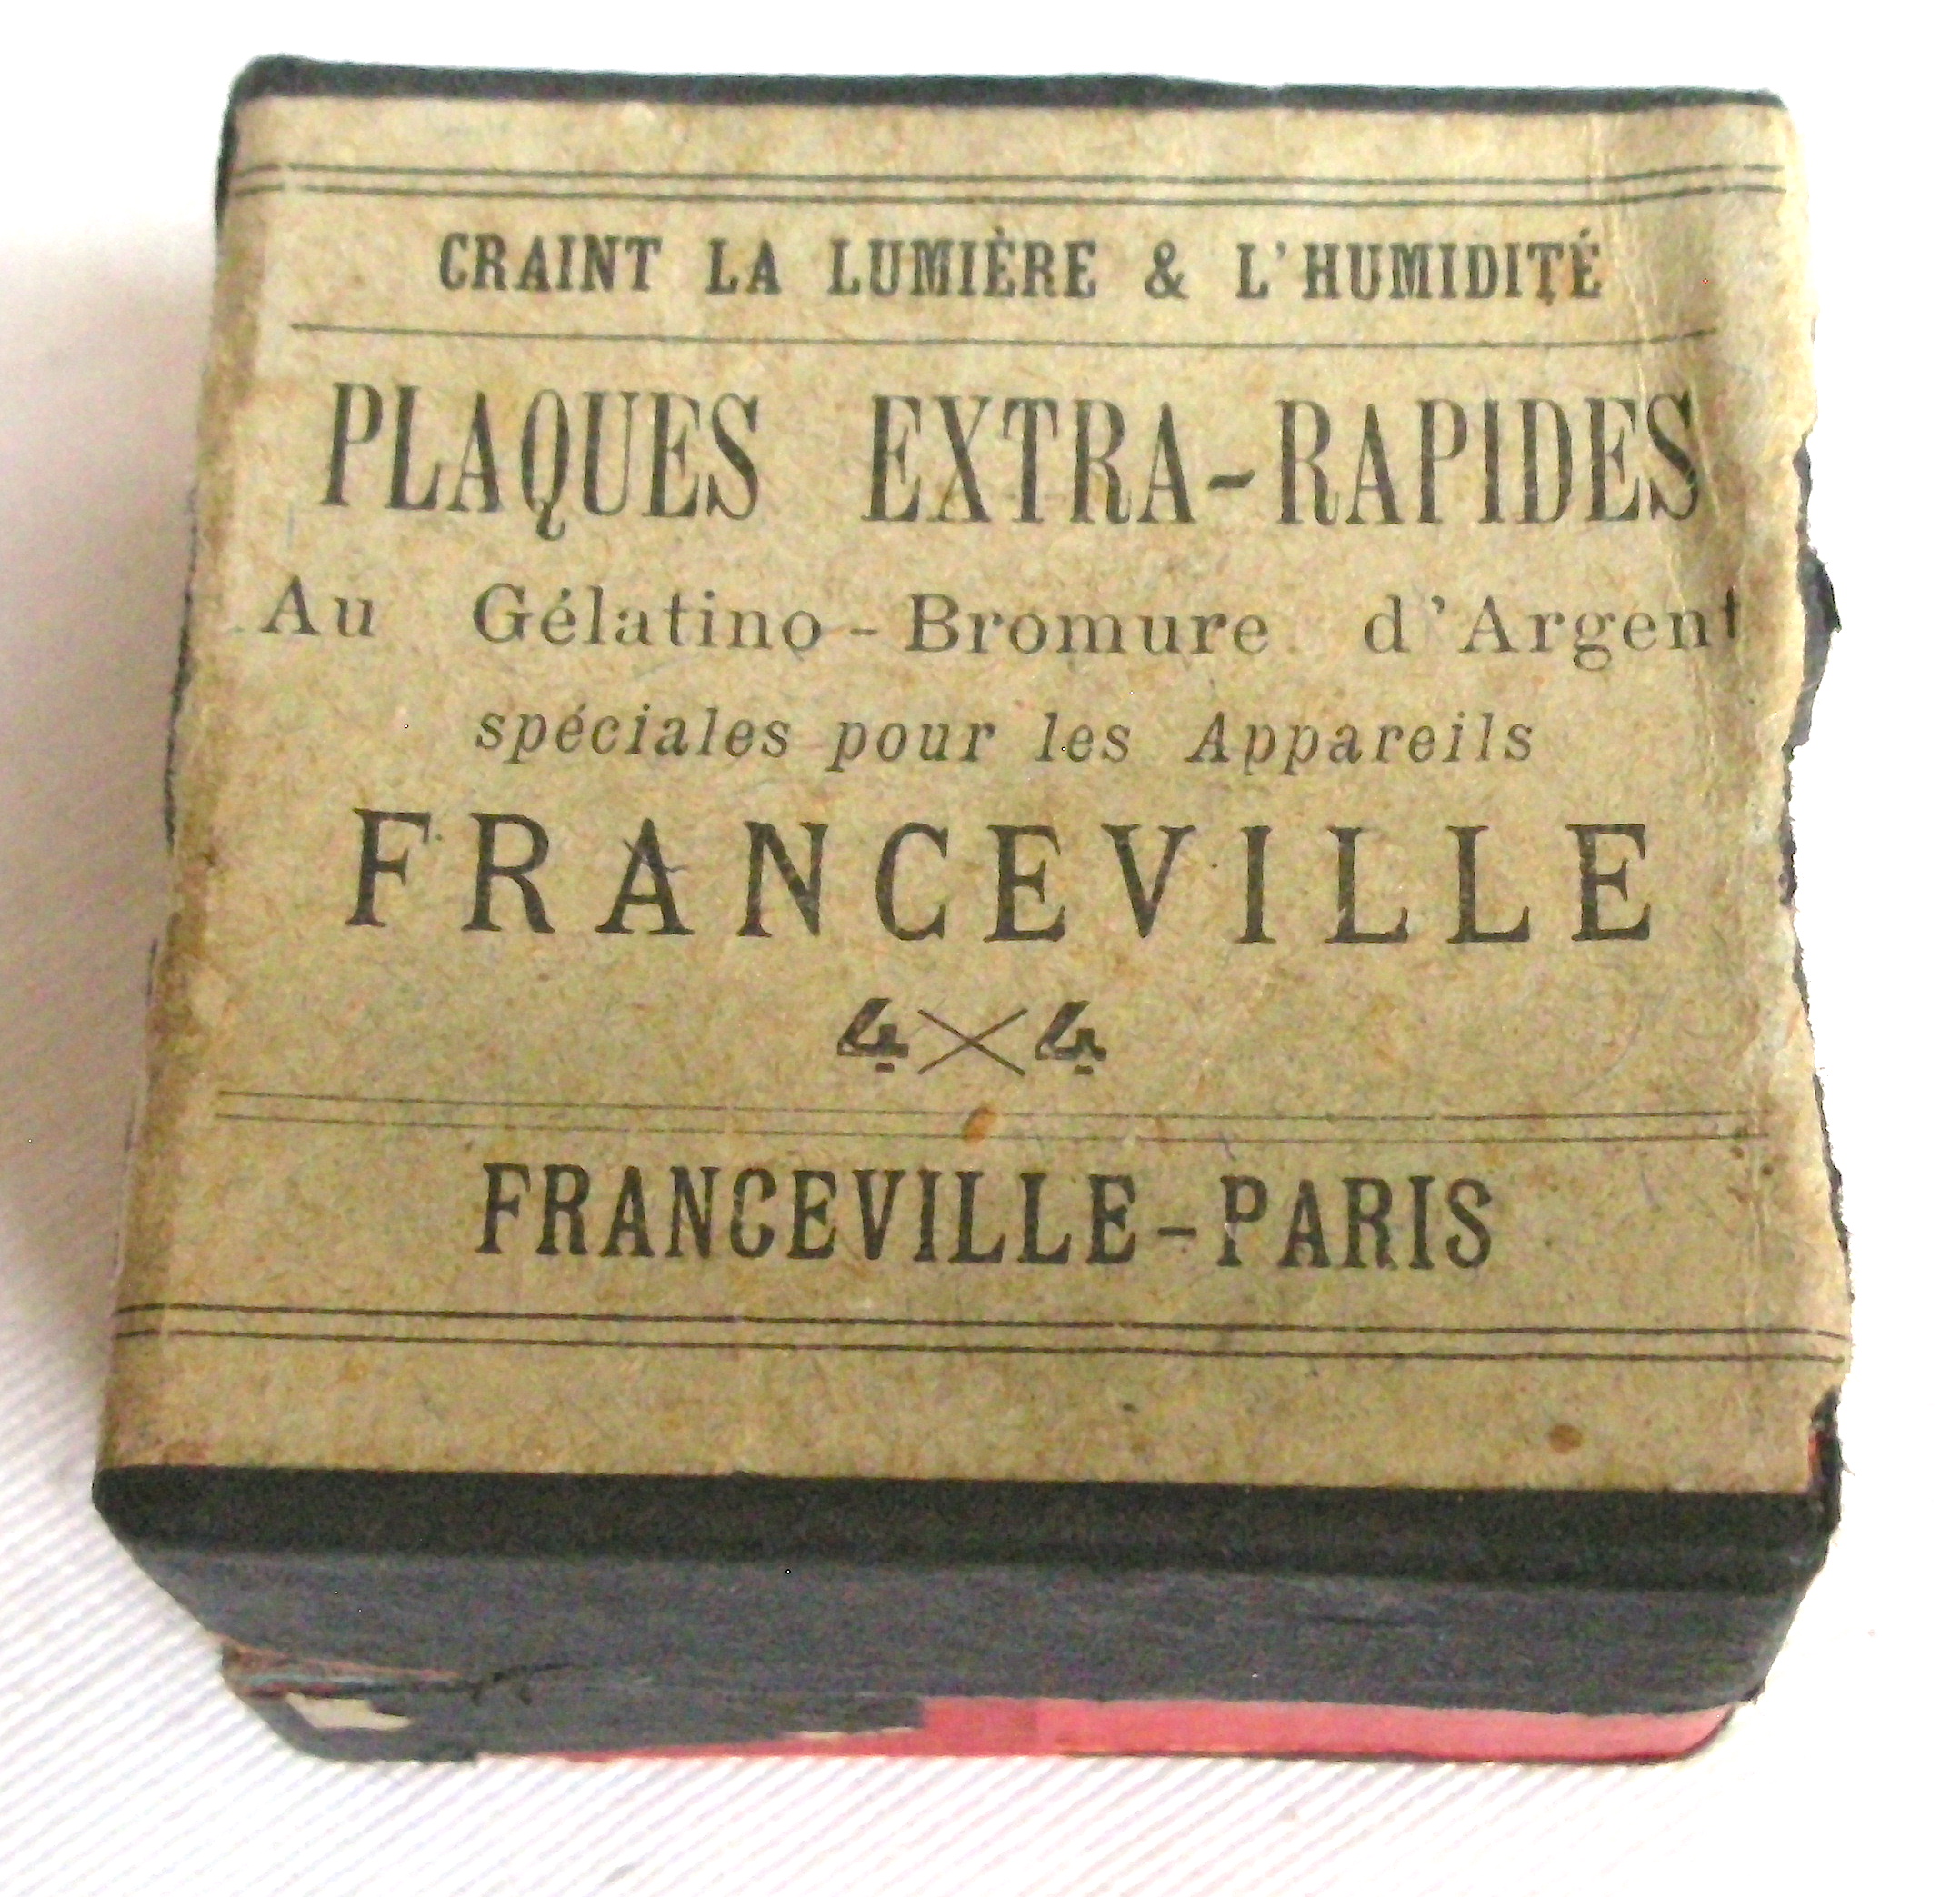 CRAINT LA LUMIÈRE & L'HUMIDITÉ
PLAQUES EXTRA-RAPIDES
Au Gélatino-Bromure d'Argent
spéciales pour les Appareils
FRANCEVILLE
4×4
FRANCEVILLE-PARIS